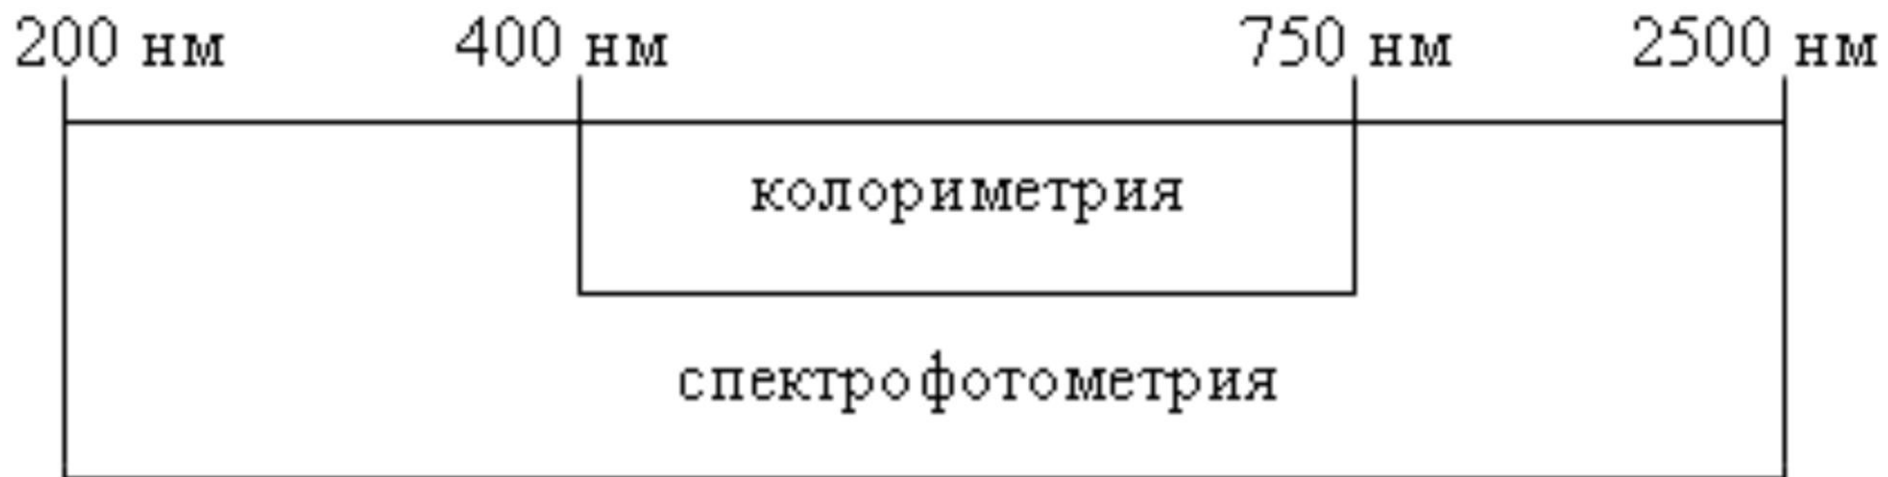 200 нм 400 нм 750 нм 2500 нм
колориметрия
спектрофотометрия